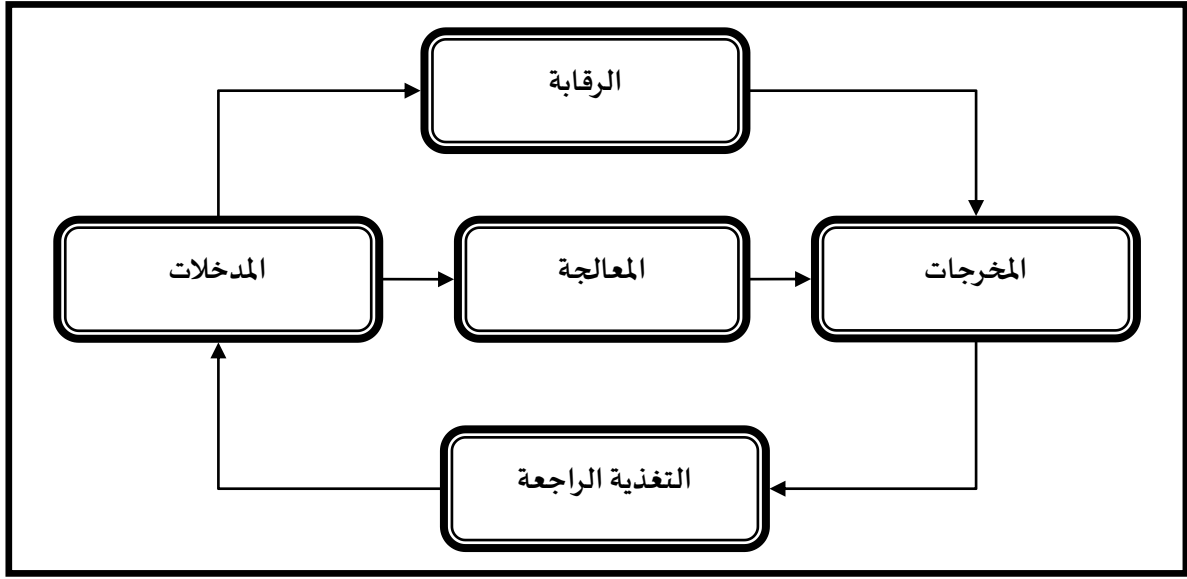 الرقابة
المدخلات
المعالجة
المخرجات
التغذية الراجعة